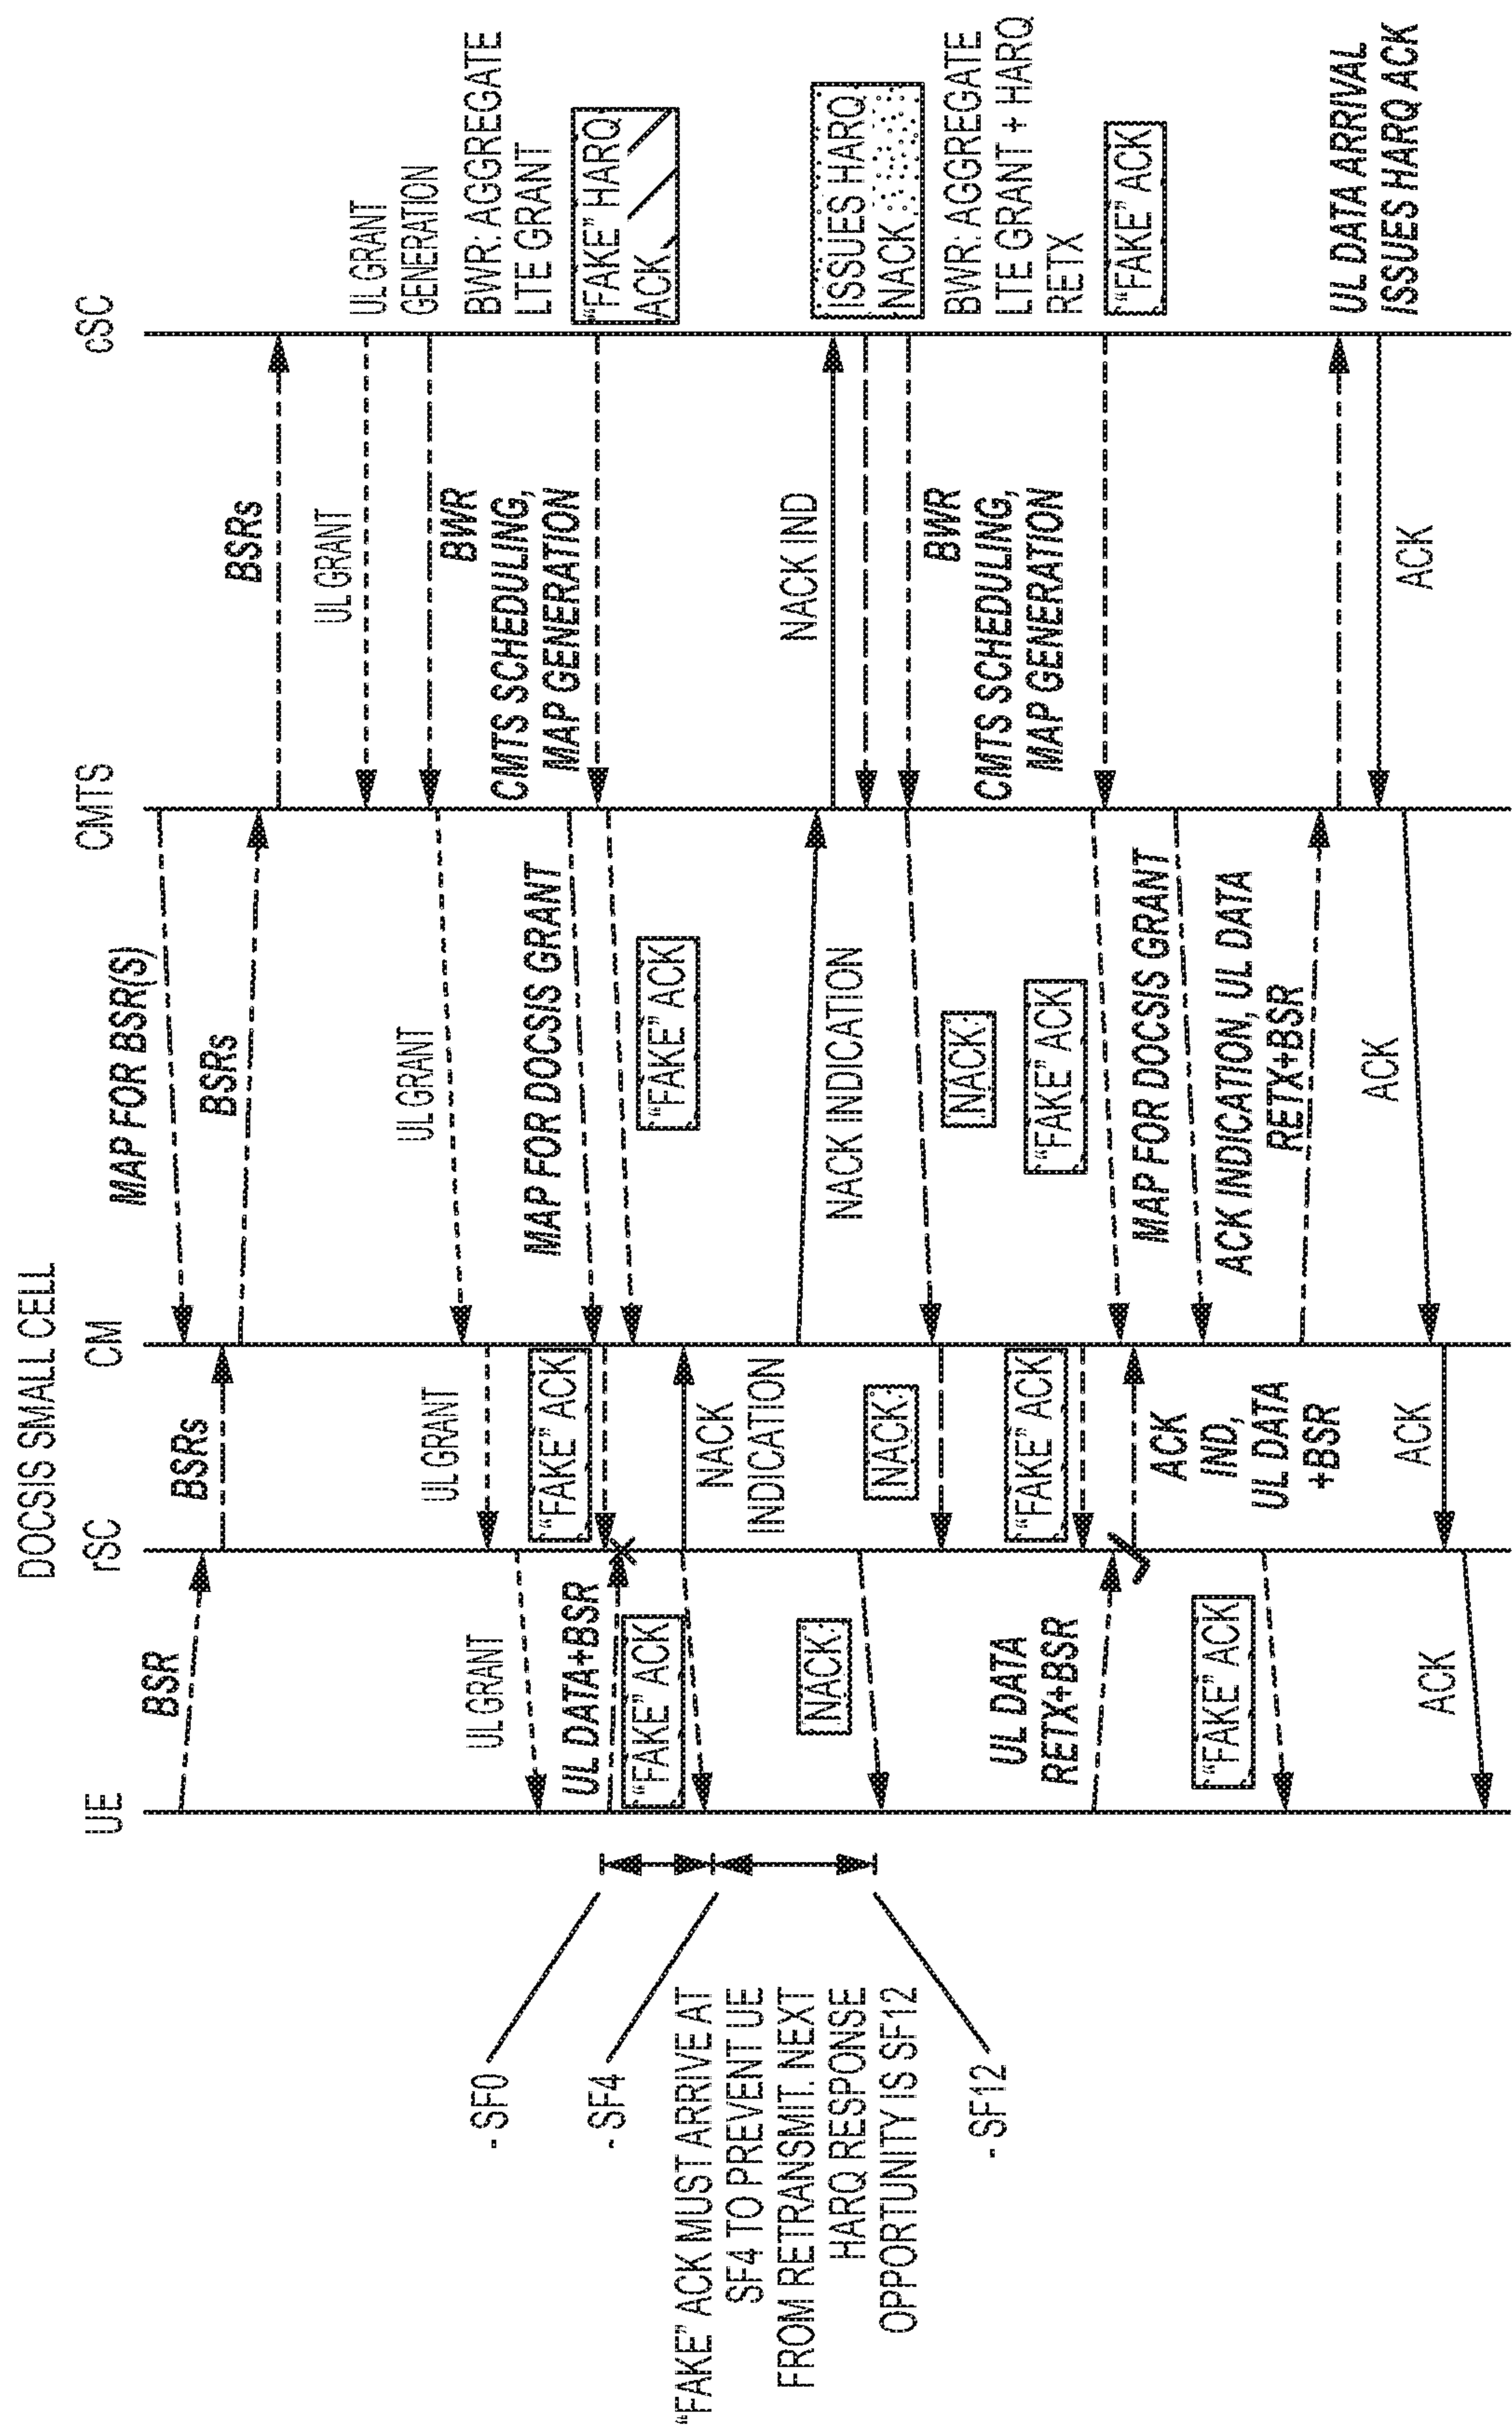 DOCSIS SMALL CELL
UE
rSC
CM
CMTS
cSC
MAP FOR BSR(S)
BSR
BSRs
BSRs
BSRs
UL GRANT
GENERATION
UL GRANT
UL GRANT
UL GRANT
UL GRANT
BWR: AGGREGATE
LTE GRANT
BWR
CMTS SCHEDULING,
MAP GENERATION
"FAKE" HARQ
ACK
MAP FOR DOCSIS GRANT
"FAKE" ACK
"FAKE" ACK
UL DATA+BSR
"FAKE" ACK
- SF0
- SF4
"FAKE" ACK MUST ARRIVE AT
SF4 TO PREVENT UE
FROM RETRANSMIT. NEXT
HARQ RESPONSE
OPPORTUNITY IS SF12
- SF12
NACK
INDICATION
NACK INDICATION
NACK IND
ISSUES HARQ
NACK
BWR: AGGREGATE
LTE GRANT + HARQ
RETX
BWR
CMTS SCHEDULING,
MAP GENERATION
NACK
NACK
NACK
"FAKE" ACK
"FAKE" ACK
"FAKE" ACK
MAP FOR DOCSIS GRANT
UL DATA
RETX+BSR
ACK
IND,
UL DATA
+BSR
ACK INDICATION, UL DATA
RETX+BSR
"FAKE" ACK
UL DATA ARRIVAL
ISSUES HARQ ACK
ACK
ACK
ACK
ACK